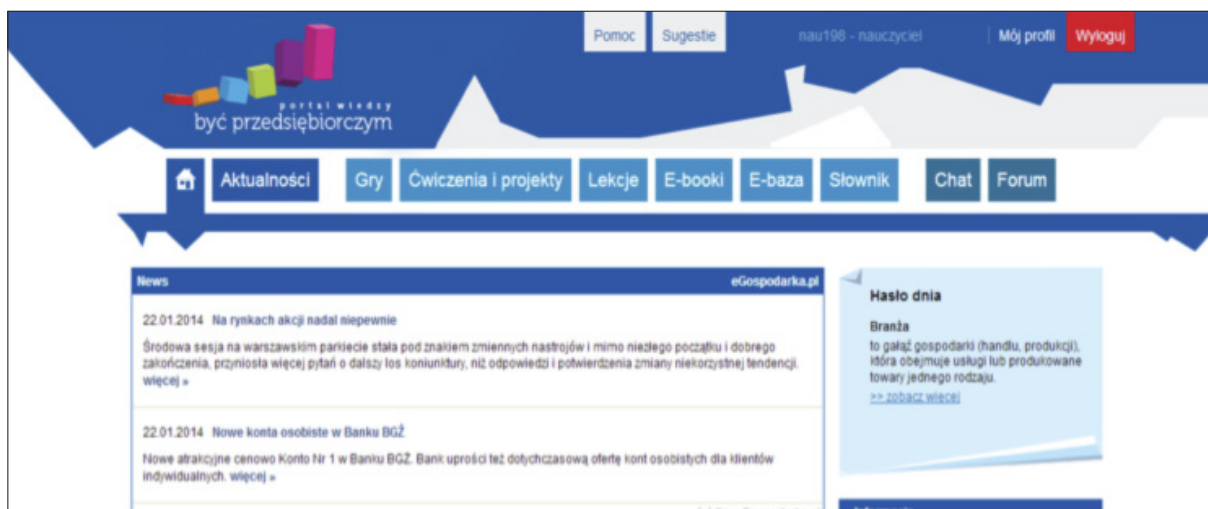 Pomoc Sugestie nau198 - nauczyciel Mój profil Wyloguj
portal wiedzy
być przedsiębiorczym
Aktualności Gry Ćwiczenia i projekty Lekcje E-booki E-baza Słownik Chat Forum
News eGospodarka.pl
22.01.2014 Na rynkach akcji nadal niepewnie
Środowa sesja na warszawskim parkiecie stała pod znakiem zmiennych nastrojów i mimo niezłego początku i dobrego
zakończenia, przyniosła więcej pytań o dalszy los koniunktury, niż odpowiedzi i potwierdzenia zmiany niekorzystnej tendencji.
więcej »
22.01.2014 Nowe konta osobiste w Banku BGŻ
Nowe atrakcyjne cenowo Konto Nr 1 w Banku BGŻ. Bank uprości też dotychczasową ofertę kont osobistych dla klientów
indywidualnych. więcej »
Hasło dnia
Branża
to gałąź gospodarki (handlu, produkcji),
która obejmuje usługi lub produkowane
towary jednego rodzaju.
>> zobacz więcej